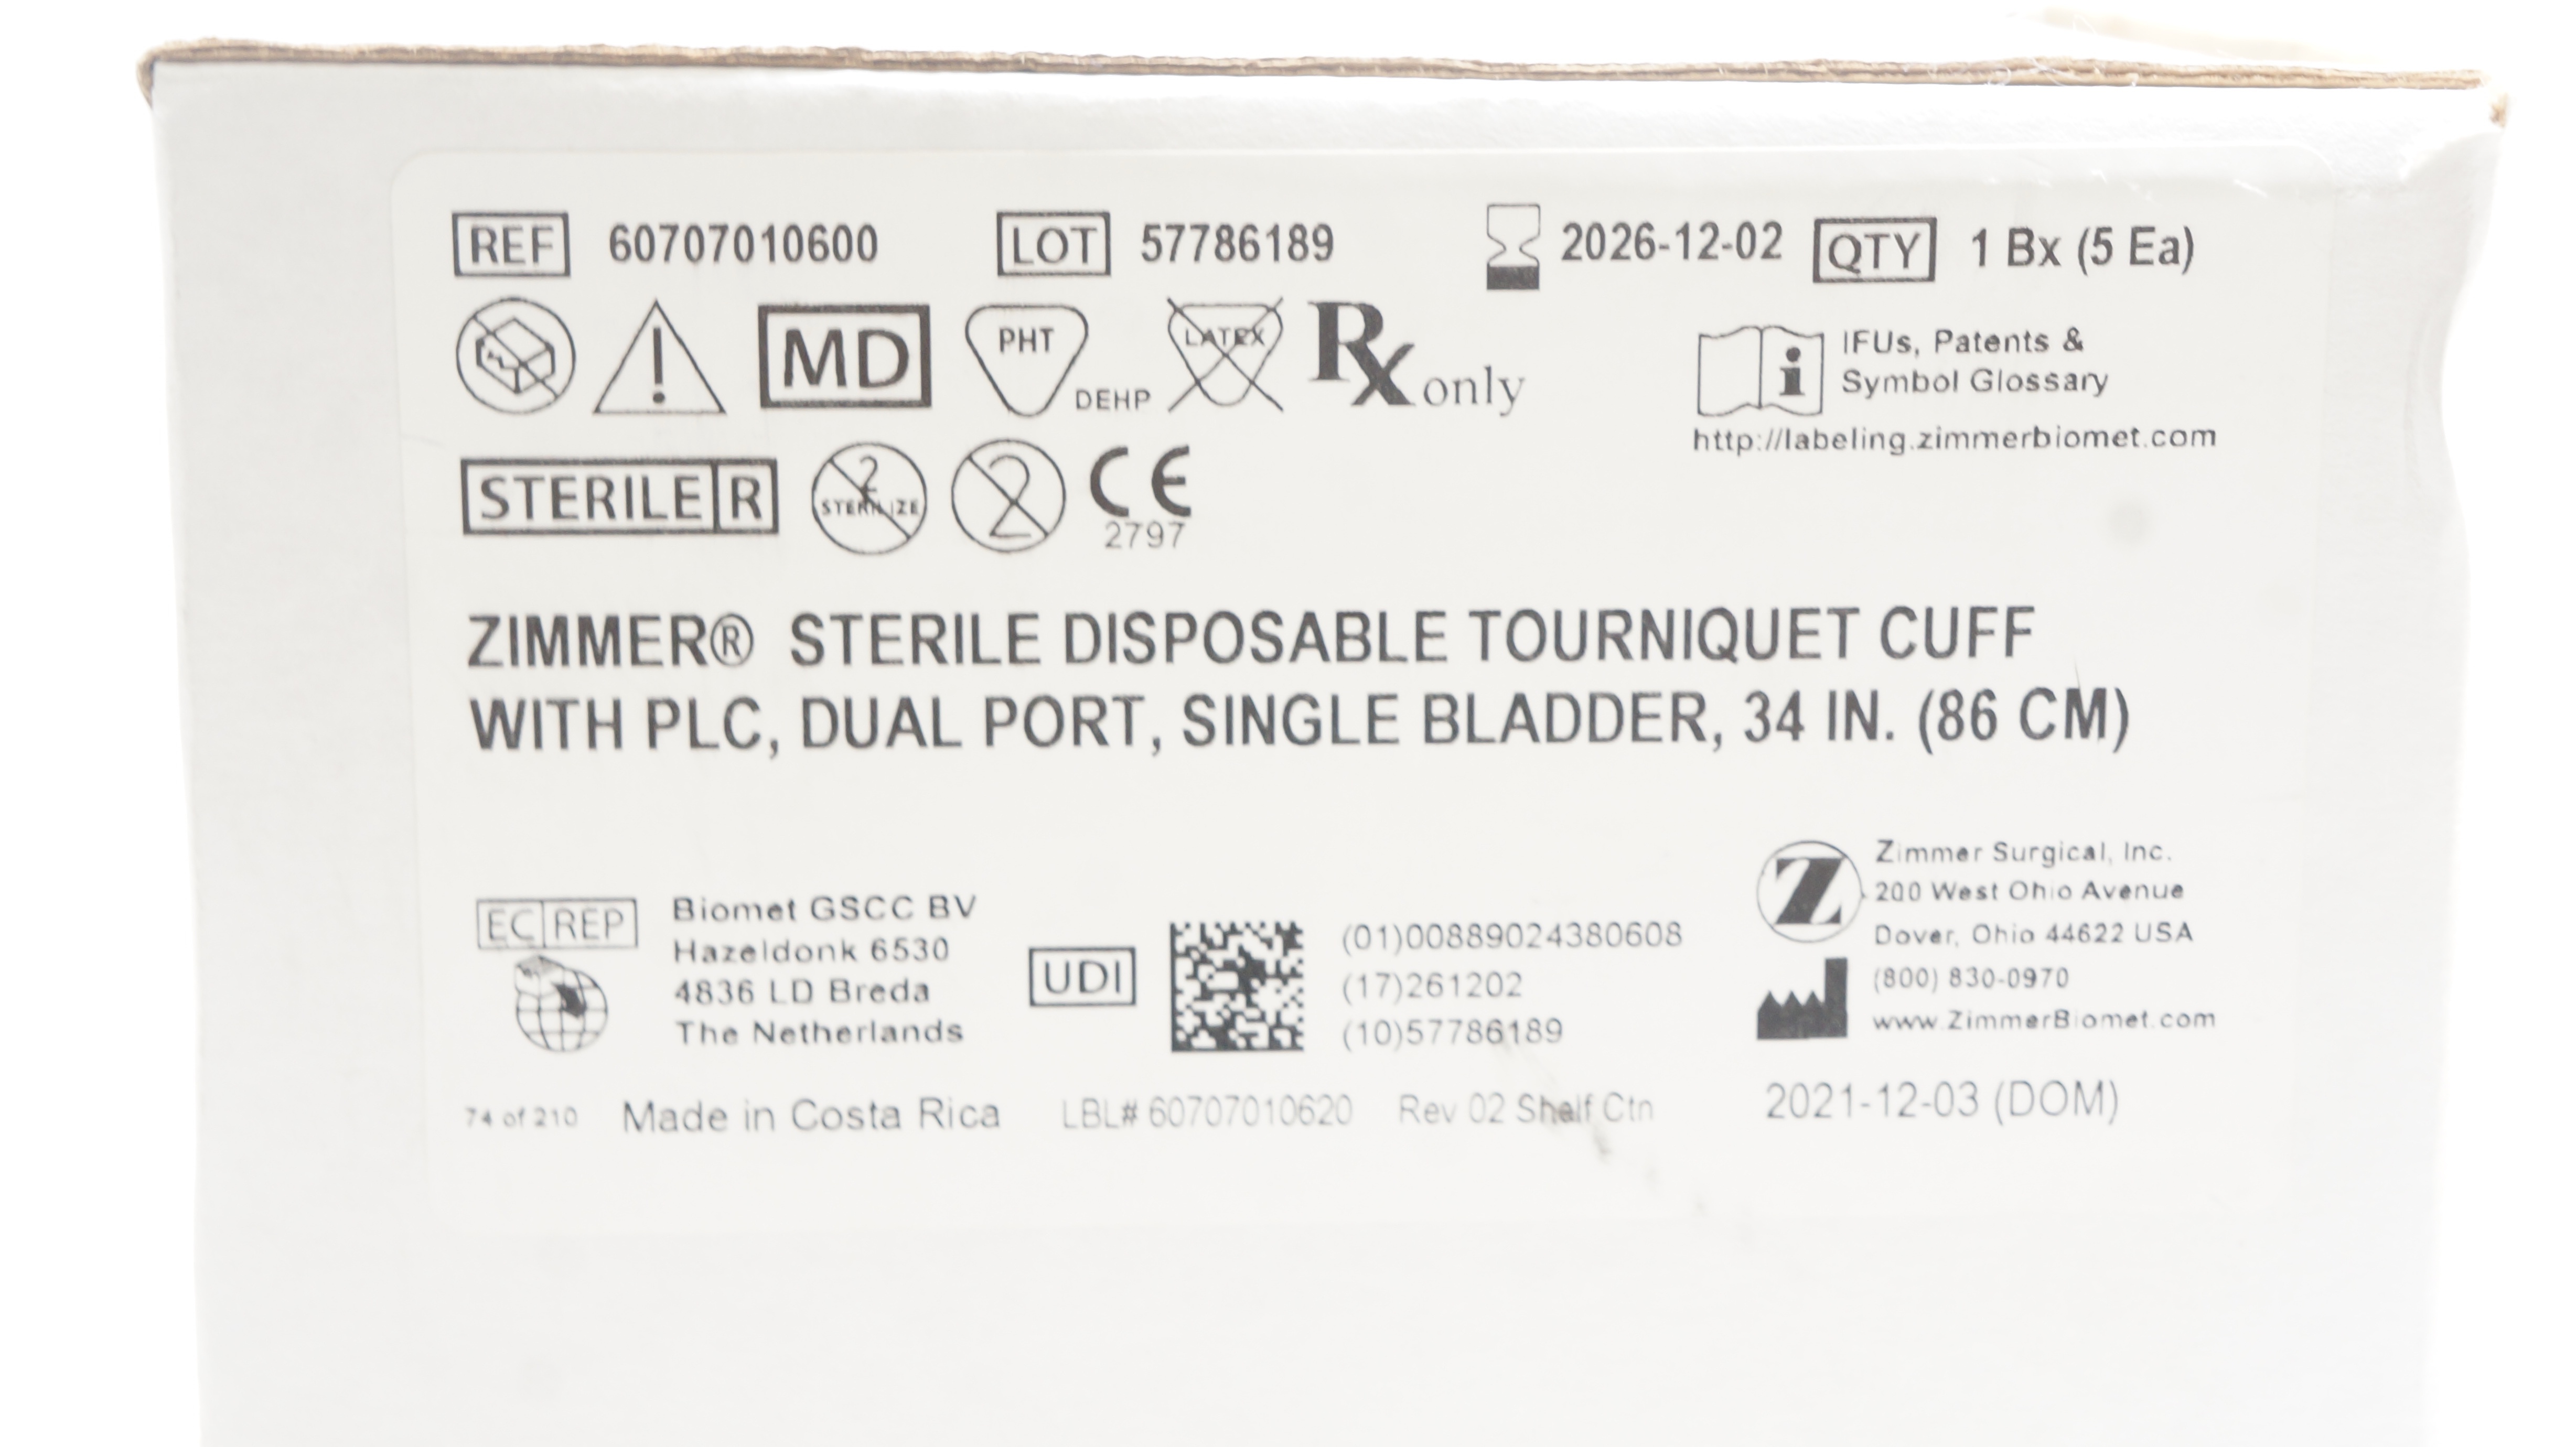 REF 60707010600 LOT 57786189 2026-12-02 QTY 1 Bx (5 Ea)
MD PHT DEHP LATEX Rx only
IFUs, Patents &
Symbol Glossary
http://labeling.zimmerbiomet.com
STERILE R 2 STERILIZE 2 CE
2797
ZIMMER® STERILE DISPOSABLE TOURNIQUET CUFF
WITH PLC, DUAL PORT, SINGLE BLADDER, 34 IN. (86 CM)
EC REP
Biomet GSCC BV
Hazeldonk 6530
4836 LD Breda
The Netherlands
UDI
(01)00889024380608
(17)261202
(10)57786189
Z
Zimmer Surgical, Inc.
200 West Ohio Avenue
Dover, Ohio 44622 USA
(800) 830-0970
www.ZimmerBiomet.com
74 of 210 Made in Costa Rica LBL# 60707010620 Rev 02 Shelf Ctn 2021-12-03 (DOM)